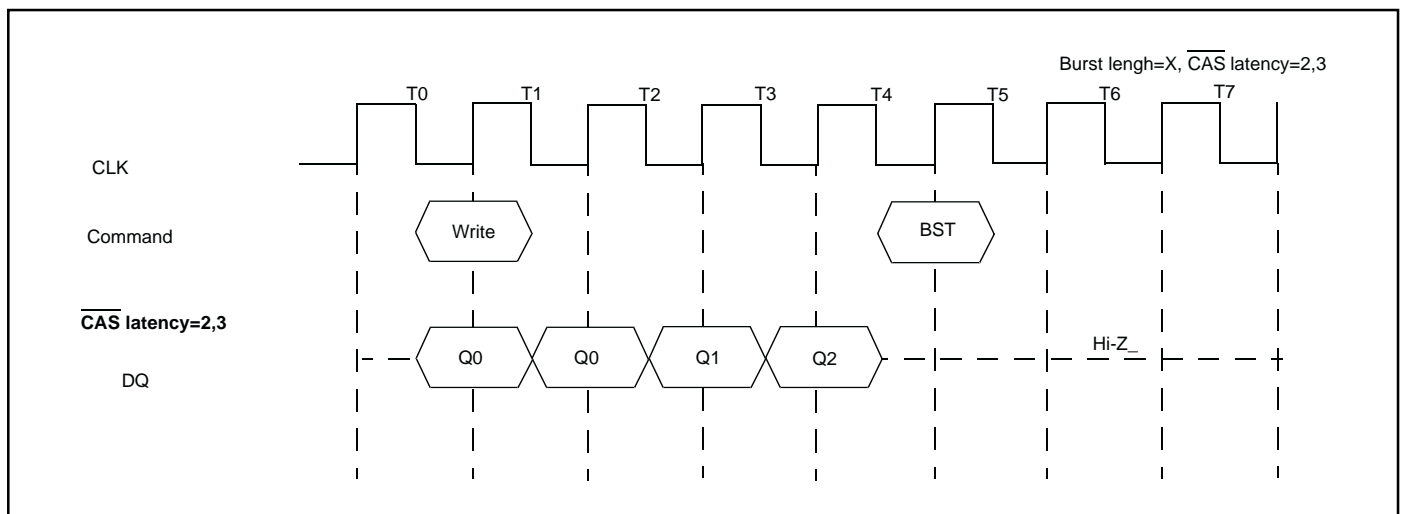 Burst lengh=X, CAS latency=2,3
T0 T1 T2 T3 T4 T5 T6 T7
CLK
Command Write BST
CAS latency=2,3
DQ Q0 Q0 Q1 Q2 Hi-Z_